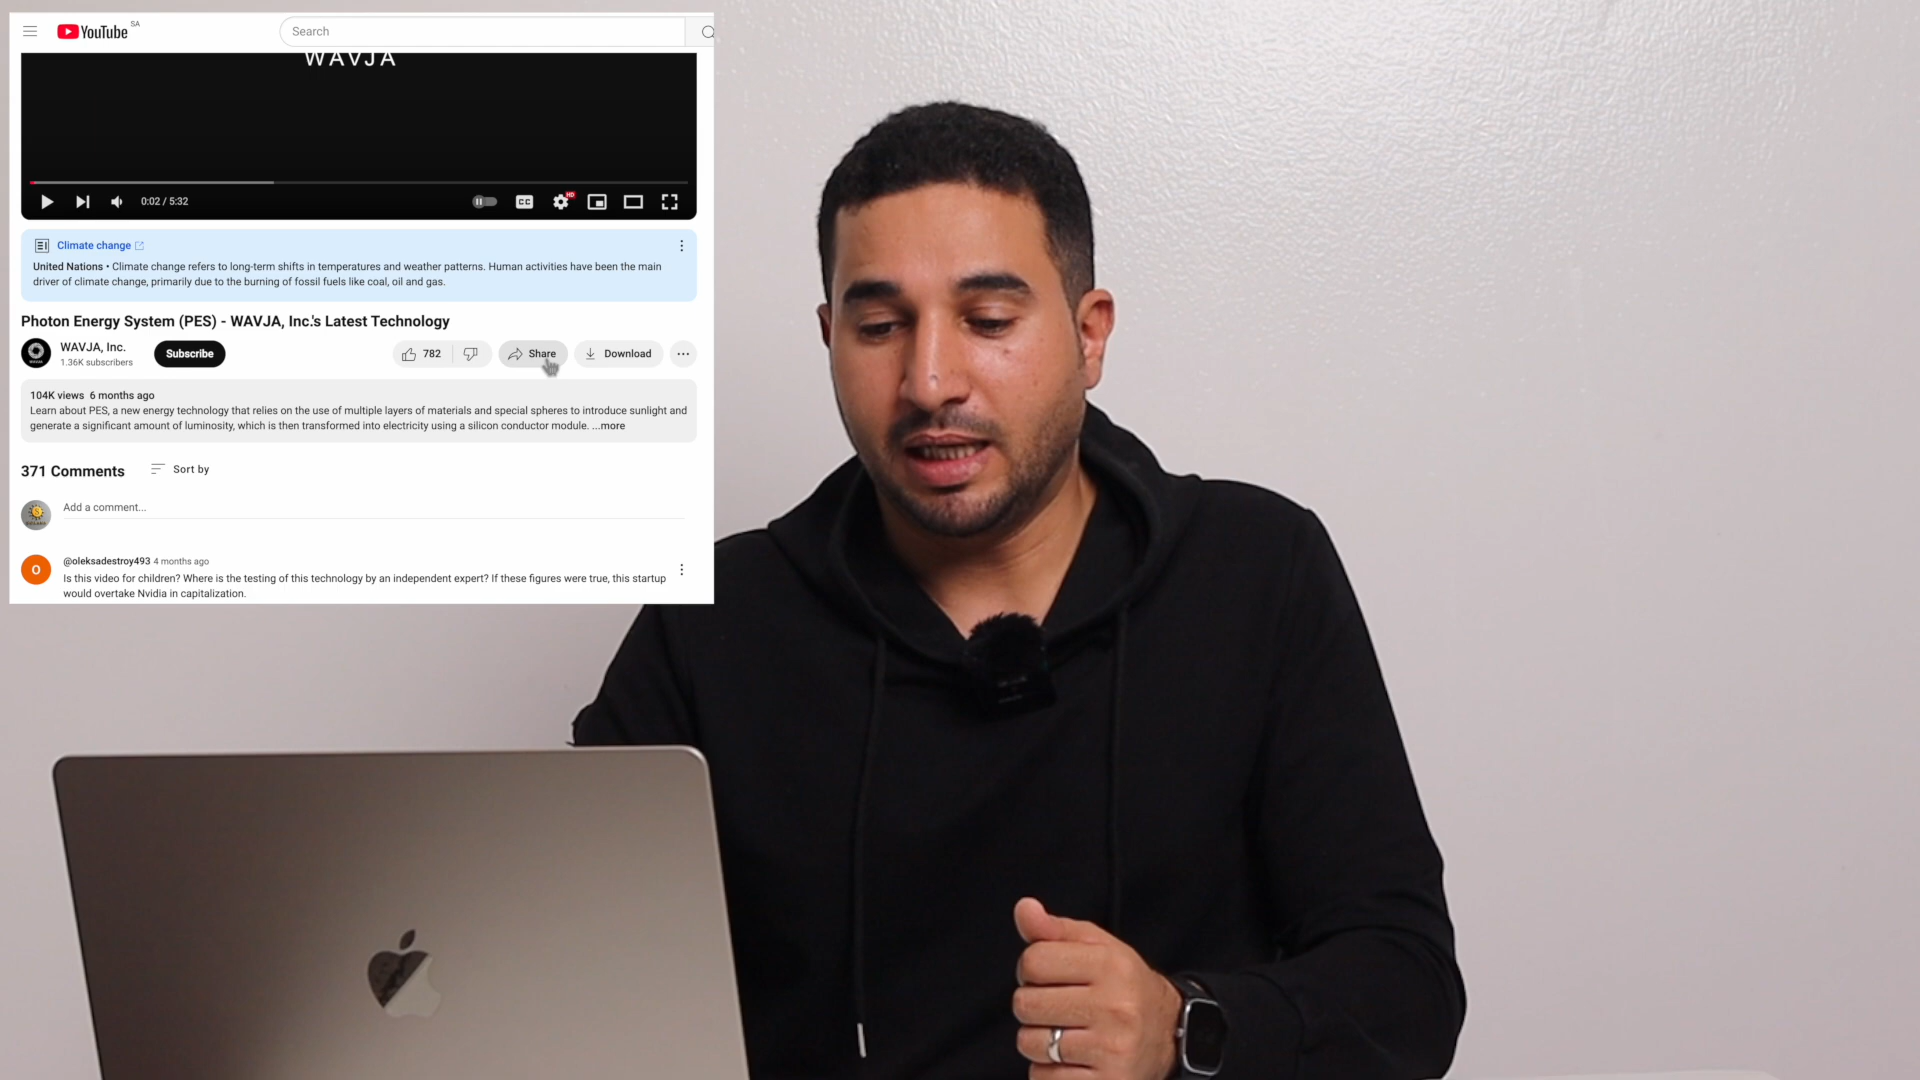 YouTube SA
Search
WAVJA
0:02 / 5:32
CC
HD
Climate change
United Nations • Climate change refers to long-term shifts in temperatures and weather patterns. Human activities have been the main
driver of climate change, primarily due to the burning of fossil fuels like coal, oil and gas.
Photon Energy System (PES) - WAVJA, Inc.'s Latest Technology
WAVJA, Inc.
1.36K subscribers
Subscribe
782
Share
Download
104K views 6 months ago
Learn about PES, a new energy technology that relies on the use of multiple layers of materials and special spheres to introduce sunlight and
generate a significant amount of luminosity, which is then transformed into electricity using a silicon conductor module. ...more
371 Comments
Sort by
Add a comment...
O
@oleksadestroy493 4 months ago
Is this video for children? Where is the testing of this technology by an independent expert? If these figures were true, this startup
would overtake Nvidia in capitalization.